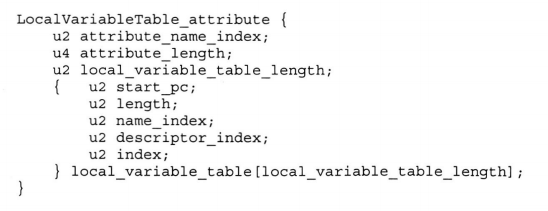 LocalVariableTable_attribute {
    u2 attribute_name_index;
    u4 attribute_length;
    u2 local_variable_table_length;
    {   u2 start_pc;
        u2 length;
        u2 name_index;
        u2 descriptor_index;
        u2 index;
    } local_variable_table[local_variable_table_length];
}